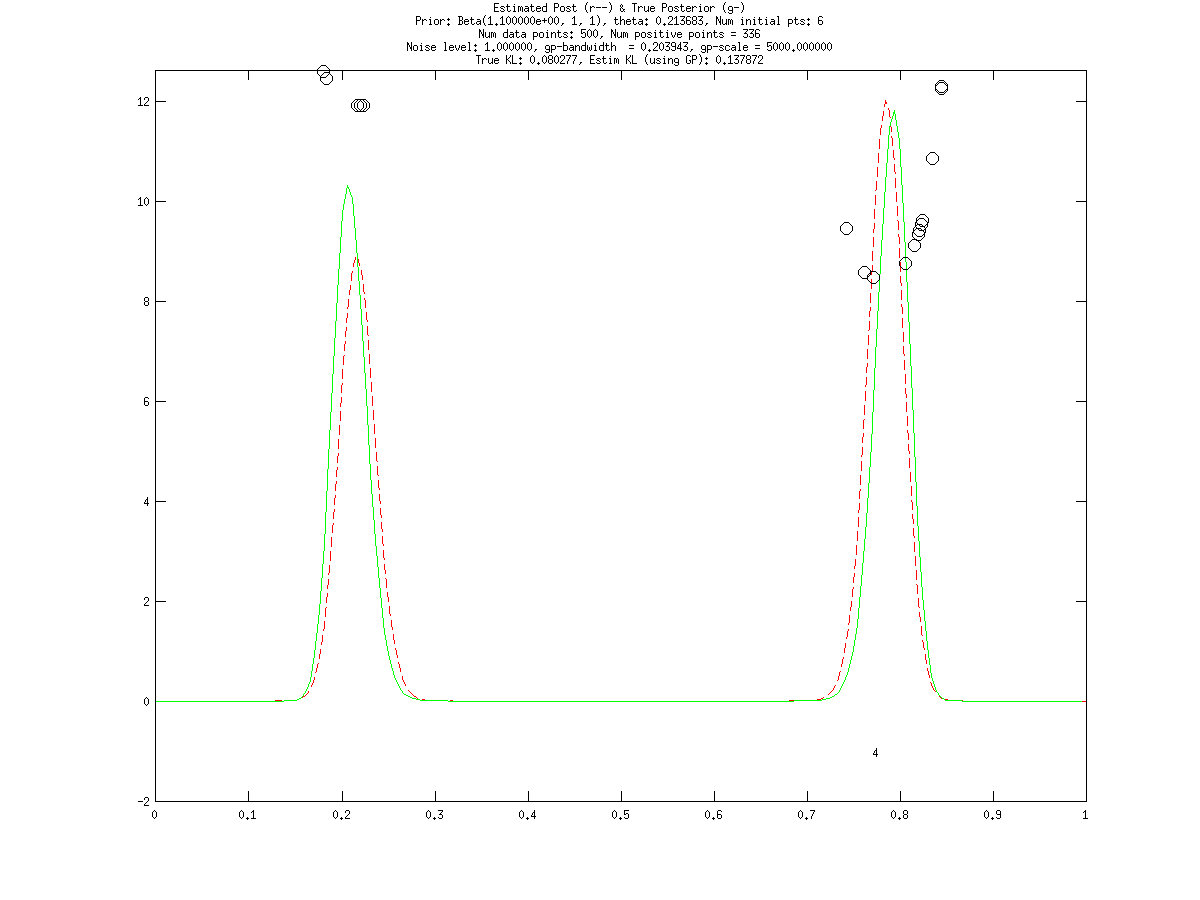 Estimated Post (r--) & True Posterior (g-)
Prior: Beta(1.100000e+00, 1, 1), theta: 0.213683, Num initial pts: 6
Num data points: 500, Num positive points = 336
Noise level: 1.000000, gp-bandwidth  = 0.203943, gp-scale = 5000.000000
True KL: 0.080277, Estim KL (using GP): 0.137872
12
10
8
6
4
2
0
4
-2
0 0.1 0.2 0.3 0.4 0.5 0.6 0.7 0.8 0.9 1